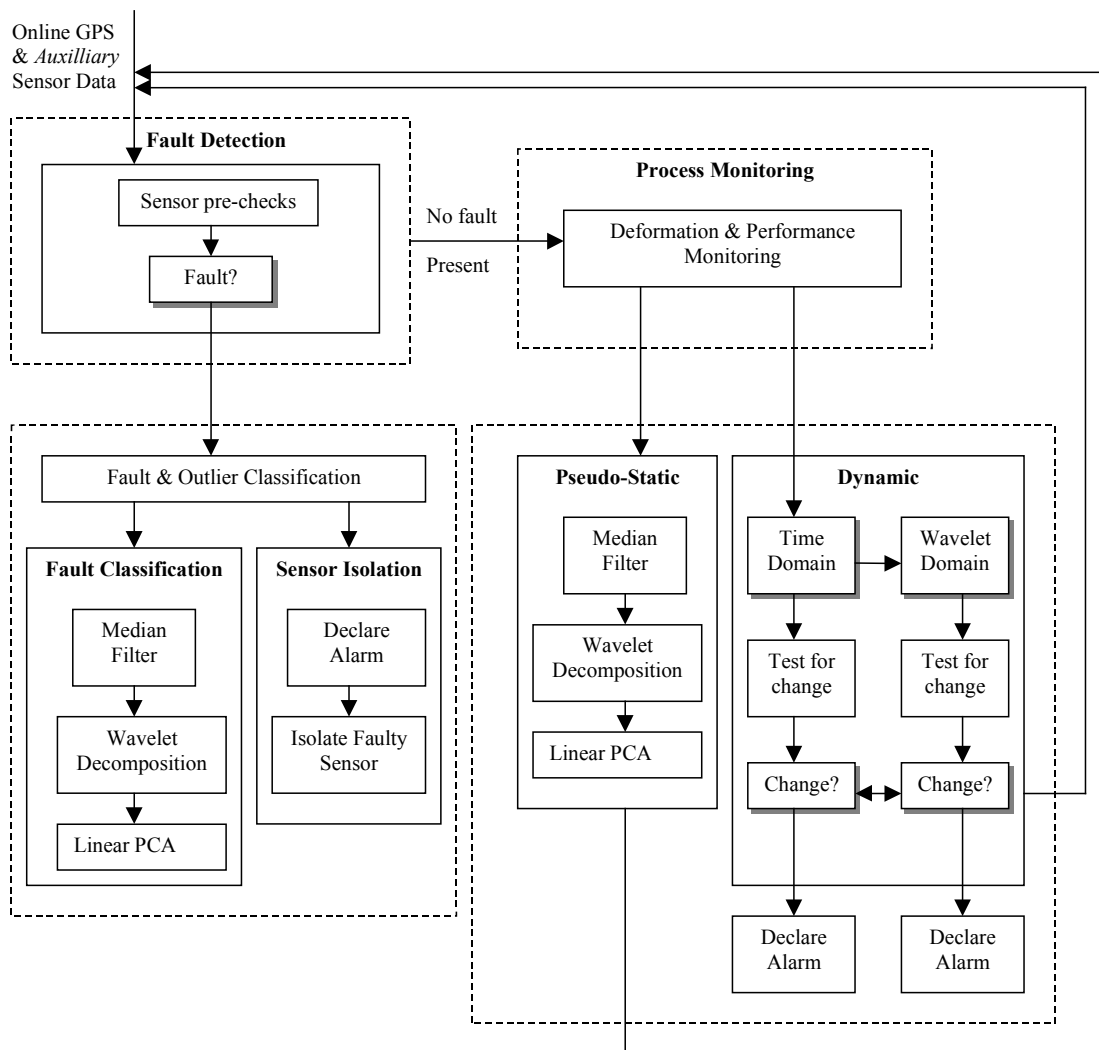 Online GPS
& Auxilliary
Sensor Data
Fault Detection
Sensor pre-checks
Fault?
No fault
Present
Process Monitoring
Deformation & Performance
Monitoring
Fault & Outlier Classification
Fault Classification
Median
Filter
Wavelet
Decomposition
Linear PCA
Sensor Isolation
Declare
Alarm
Isolate Faulty
Sensor
Pseudo-Static
Median
Filter
Wavelet
Decomposition
Linear PCA
Dynamic
Time
Domain
Wavelet
Domain
Test for
change
Test for
change
Change?
Change?
Declare
Alarm
Declare
Alarm